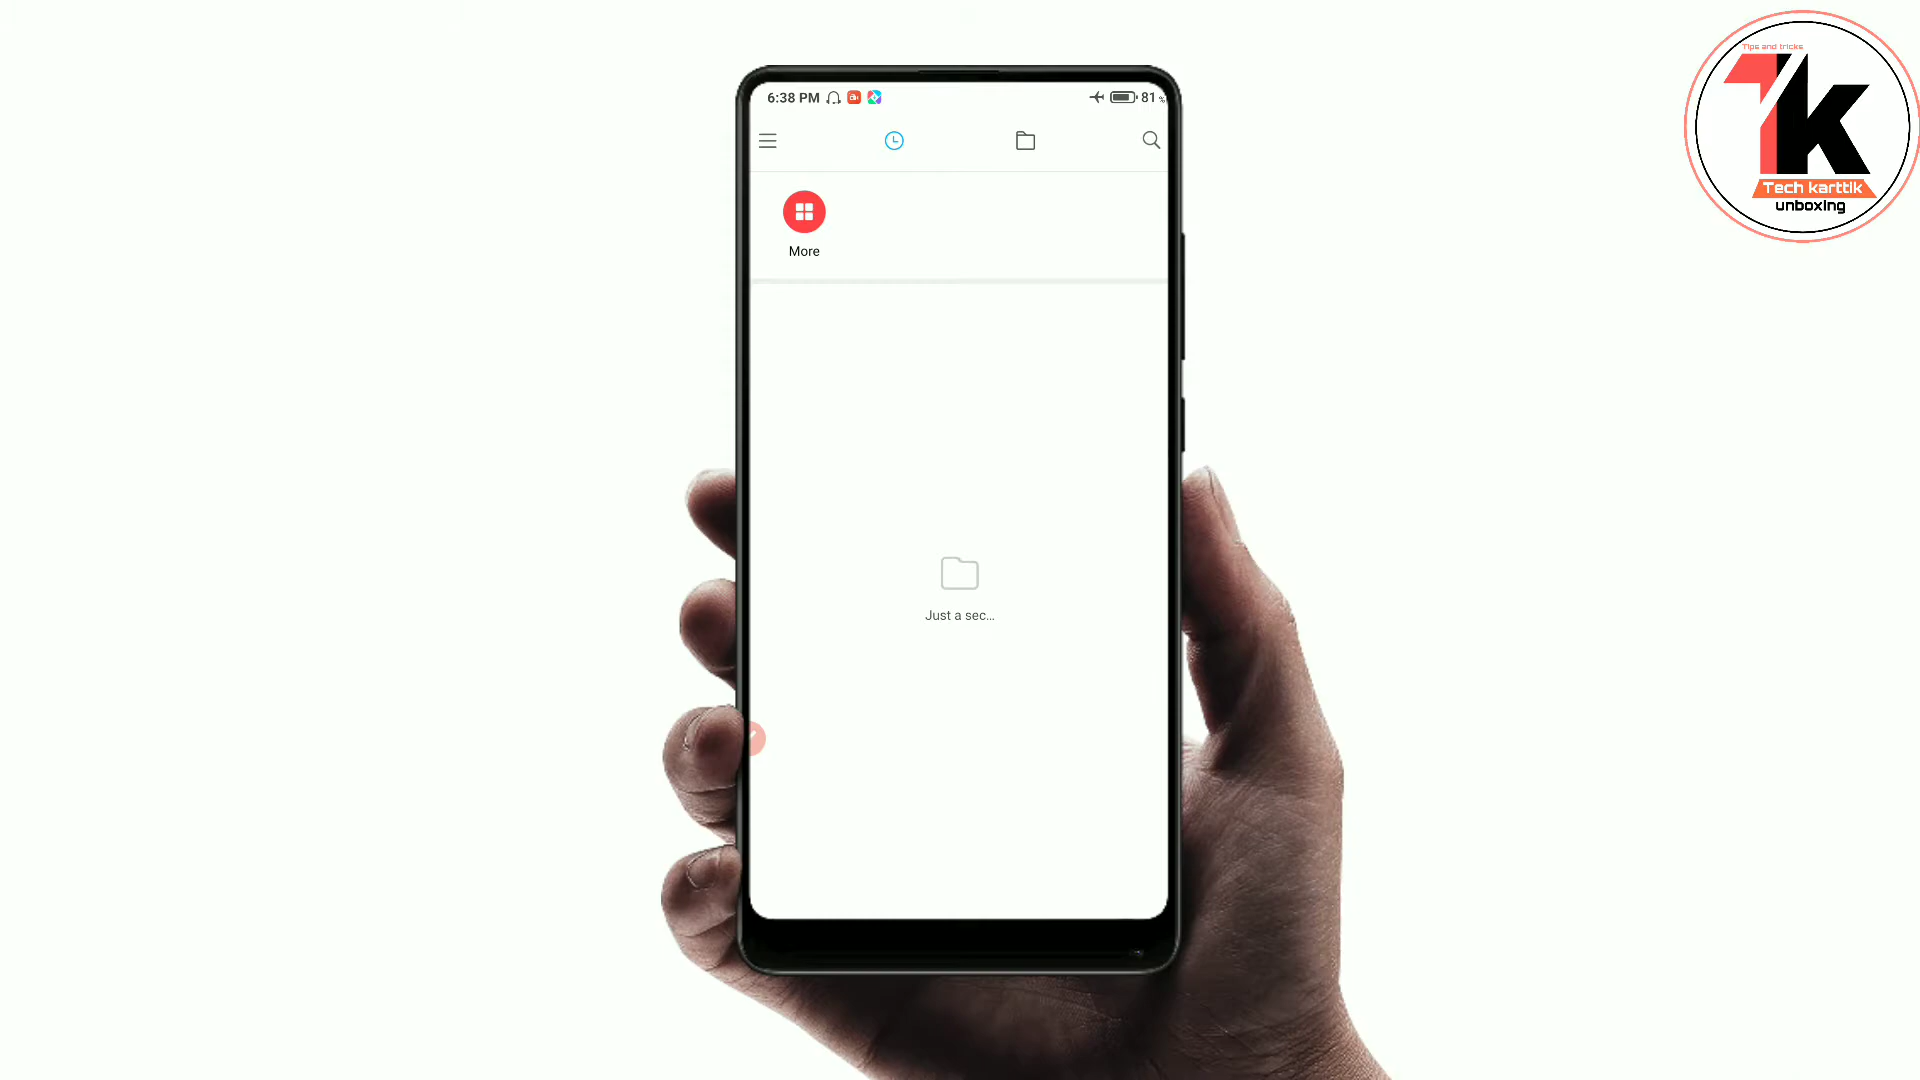 Tips and tricks
Tech karttik
unboxing
6:38 PM
81 %
More
Just a sec...